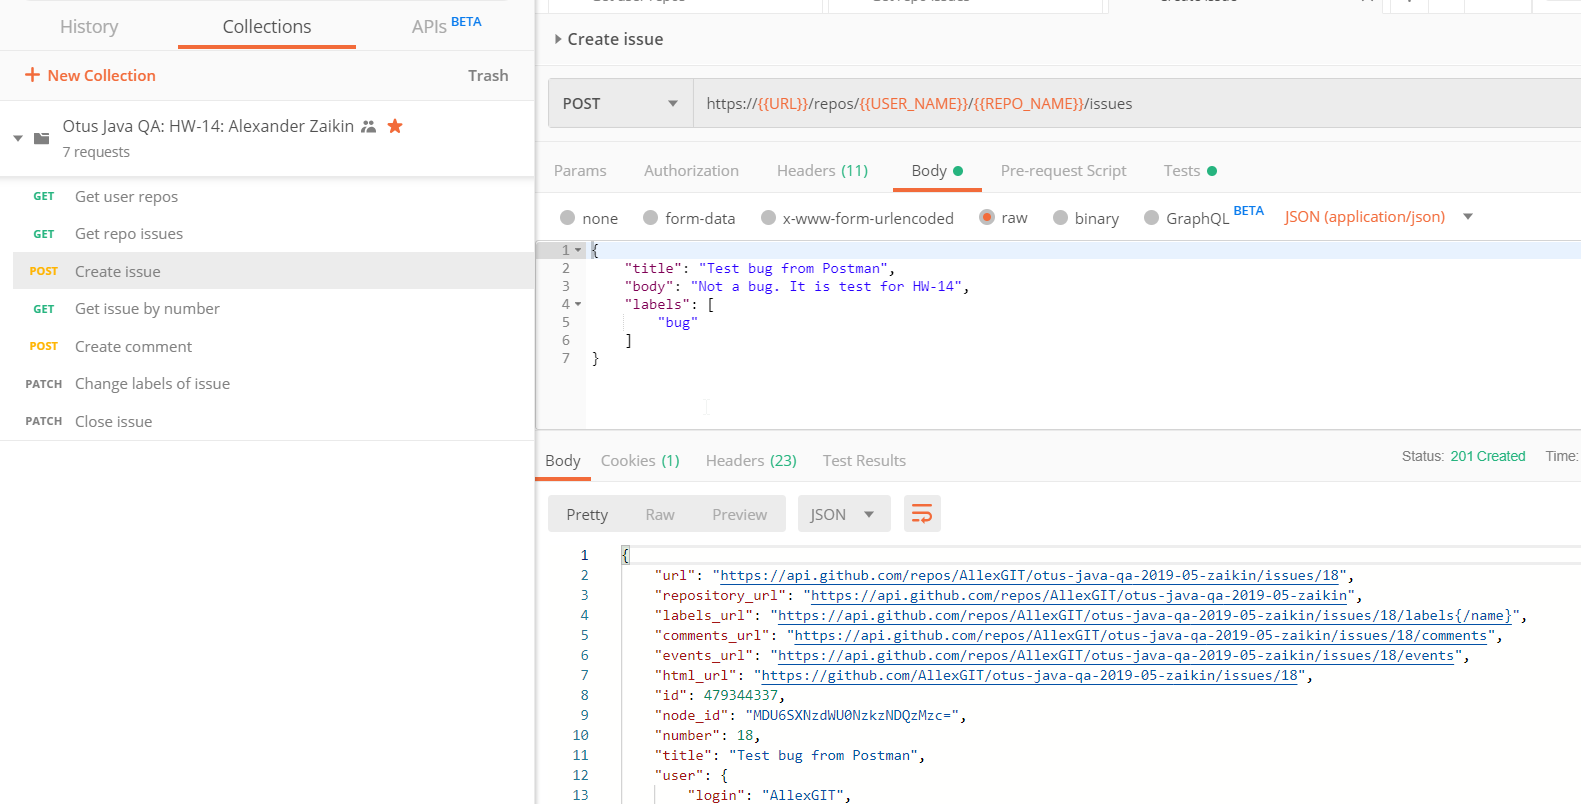 History Collections APIs BETA
+ New Collection Trash
Otus Java QA: HW-14: Alexander Zaikin
7 requests
GET Get user repos
GET Get repo issues
POST Create issue
GET Get issue by number
POST Create comment
PATCH Change labels of issue
PATCH Close issue
Create issue
POST https://{{URL}}/repos/{{USER_NAME}}/{{REPO_NAME}}/issues
Params Authorization Headers (11) Body Pre-request Script Tests
none form-data x-www-form-urlencoded raw binary GraphQL BETA JSON (application/json)
1 {
2 "title": "Test bug from Postman",
3 "body": "Not a bug. It is test for HW-14",
4 "labels": [
5 "bug"
6 ]
7 }
Body Cookies (1) Headers (23) Test Results Status: 201 Created Time:
Pretty Raw Preview JSON
1 {
2 "url": "https://api.github.com/repos/AllexGIT/otus-java-qa-2019-05-zaikin/issues/18",
3 "repository_url": "https://api.github.com/repos/AllexGIT/otus-java-qa-2019-05-zaikin",
4 "labels_url": "https://api.github.com/repos/AllexGIT/otus-java-qa-2019-05-zaikin/issues/18/labels{/name}",
5 "comments_url": "https://api.github.com/repos/AllexGIT/otus-java-qa-2019-05-zaikin/issues/18/comments",
6 "events_url": "https://api.github.com/repos/AllexGIT/otus-java-qa-2019-05-zaikin/issues/18/events",
7 "html_url": "https://github.com/AllexGIT/otus-java-qa-2019-05-zaikin/issues/18",
8 "id": 479344337,
9 "node_id": "MDU6SXNzdWU0NzkzNDQzMzc=",
10 "number": 18,
11 "title": "Test bug from Postman",
12 "user": {
13 "login": "AllexGIT",